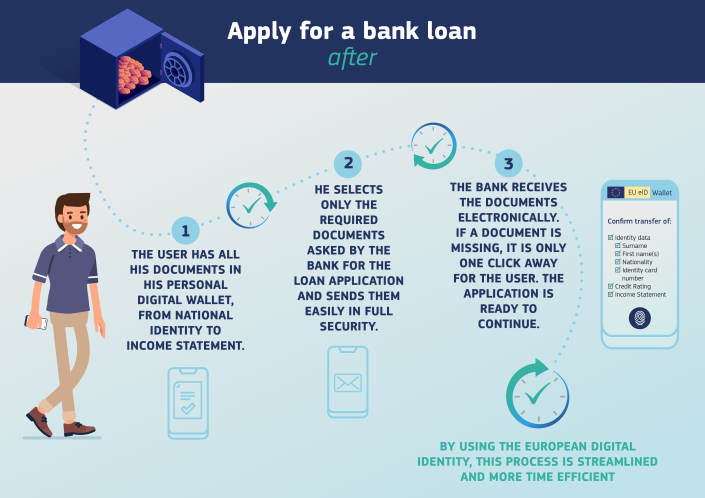 Apply for a bank loan
after
1
THE USER HAS ALL
HIS DOCUMENTS IN
HIS PERSONAL
DIGITAL WALLET,
FROM NATIONAL
IDENTITY TO
INCOME STATEMENT.
2
HE SELECTS
ONLY THE
REQUIRED
DOCUMENTS
ASKED BY THE
BANK FOR THE
LOAN APPLICATION
AND SENDS THEM
EASILY IN FULL
SECURITY.
3
THE BANK RECEIVES
THE DOCUMENTS
ELECTRONICALLY.
IF A DOCUMENT IS
MISSING, IT IS ONLY
ONE CLICK AWAY
FOR THE USER. THE
APPLICATION IS
READY TO
CONTINUE.
EU eID Wallet
Confirm transfer of:
Identity data
Surname
First name(s)
Nationality
Identity card
number
Credit Rating
Income Statement
BY USING THE EUROPEAN DIGITAL
IDENTITY, THIS PROCESS IS STREAMLINED
AND MORE TIME EFFICIENT